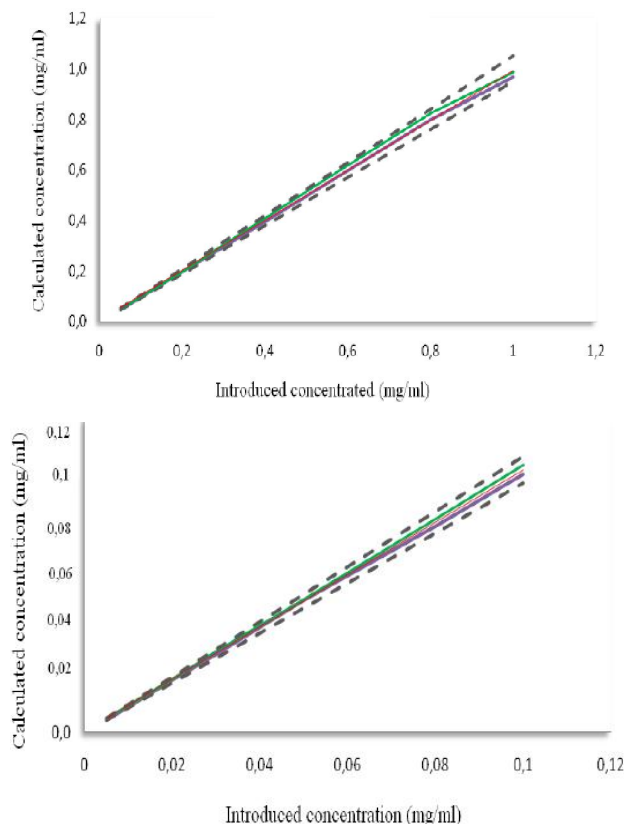 1,2
1,0
0,8
0,6
0,4
0,2
0,0
Calculated concentration (mg/ml)
0 0,2 0,4 0,6 0,8 1 1,2
Introduced concentrated (mg/ml)
0,12
0,1
0,08
0,06
0,04
0,02
0,0
Calculated concentration (mg/ml)
0 0,02 0,04 0,06 0,08 0,1 0,12
Introduced concentration (mg/ml)